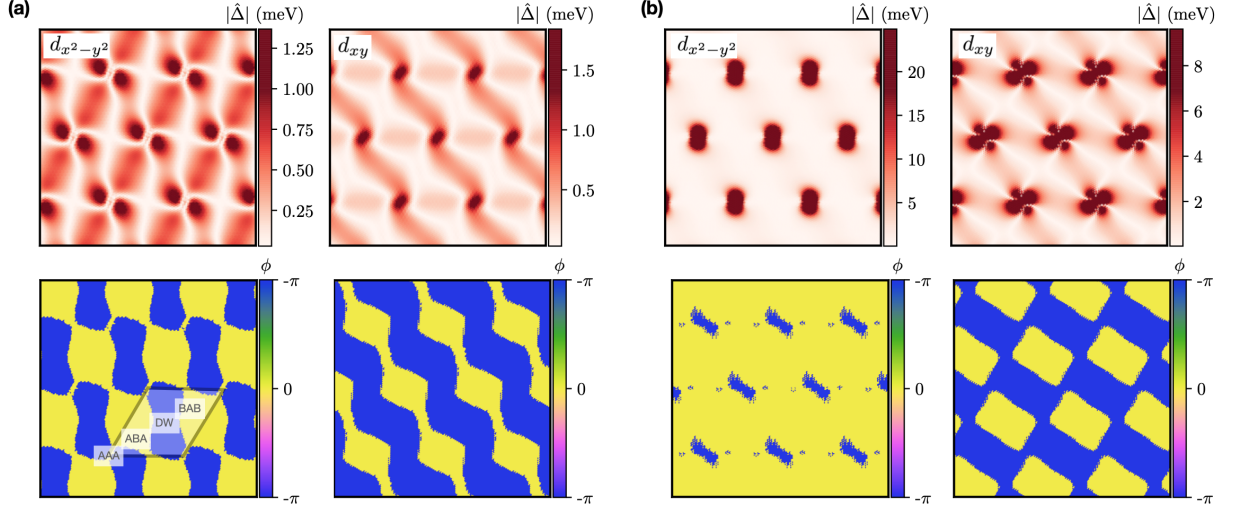 (a)
|Δ̂| (meV)
|Δ̂| (meV)
(b)
|Δ̂| (meV)
|Δ̂| (meV)
d_{x²−y²}
d_{xy}
d_{x²−y²}
d_{xy}
1.25
1.00
0.75
0.50
0.25
1.5
1.0
0.5
20
15
10
5
8
6
4
2
ϕ
ϕ
ϕ
ϕ
-π
0
-π
-π
0
-π
-π
0
-π
-π
0
-π
BAB
DW
ABA
AAA